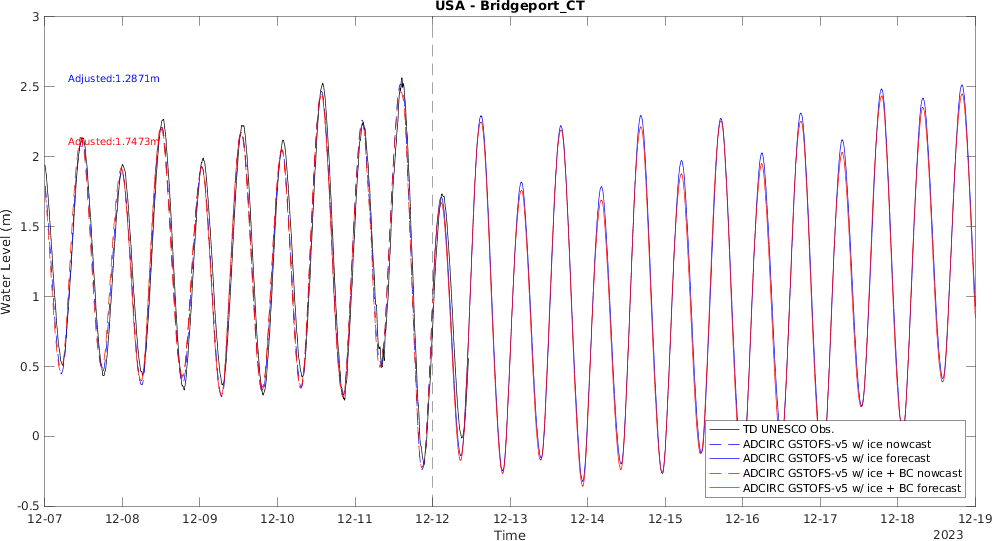 USA - Bridgeport_CT
3
2.5
2
1.5
1
0.5
0
-0.5
Water Level (m)
Adjusted:1.2871m
Adjusted:1.7473m
TD UNESCO Obs.
ADCIRC GSTOFS-v5 w/ ice nowcast
ADCIRC GSTOFS-v5 w/ ice forecast
ADCIRC GSTOFS-v5 w/ ice + BC nowcast
ADCIRC GSTOFS-v5 w/ ice + BC forecast
12-07 12-08 12-09 12-10 12-11 12-12 12-13 12-14 12-15 12-16 12-17 12-18 12-19
Time
2023